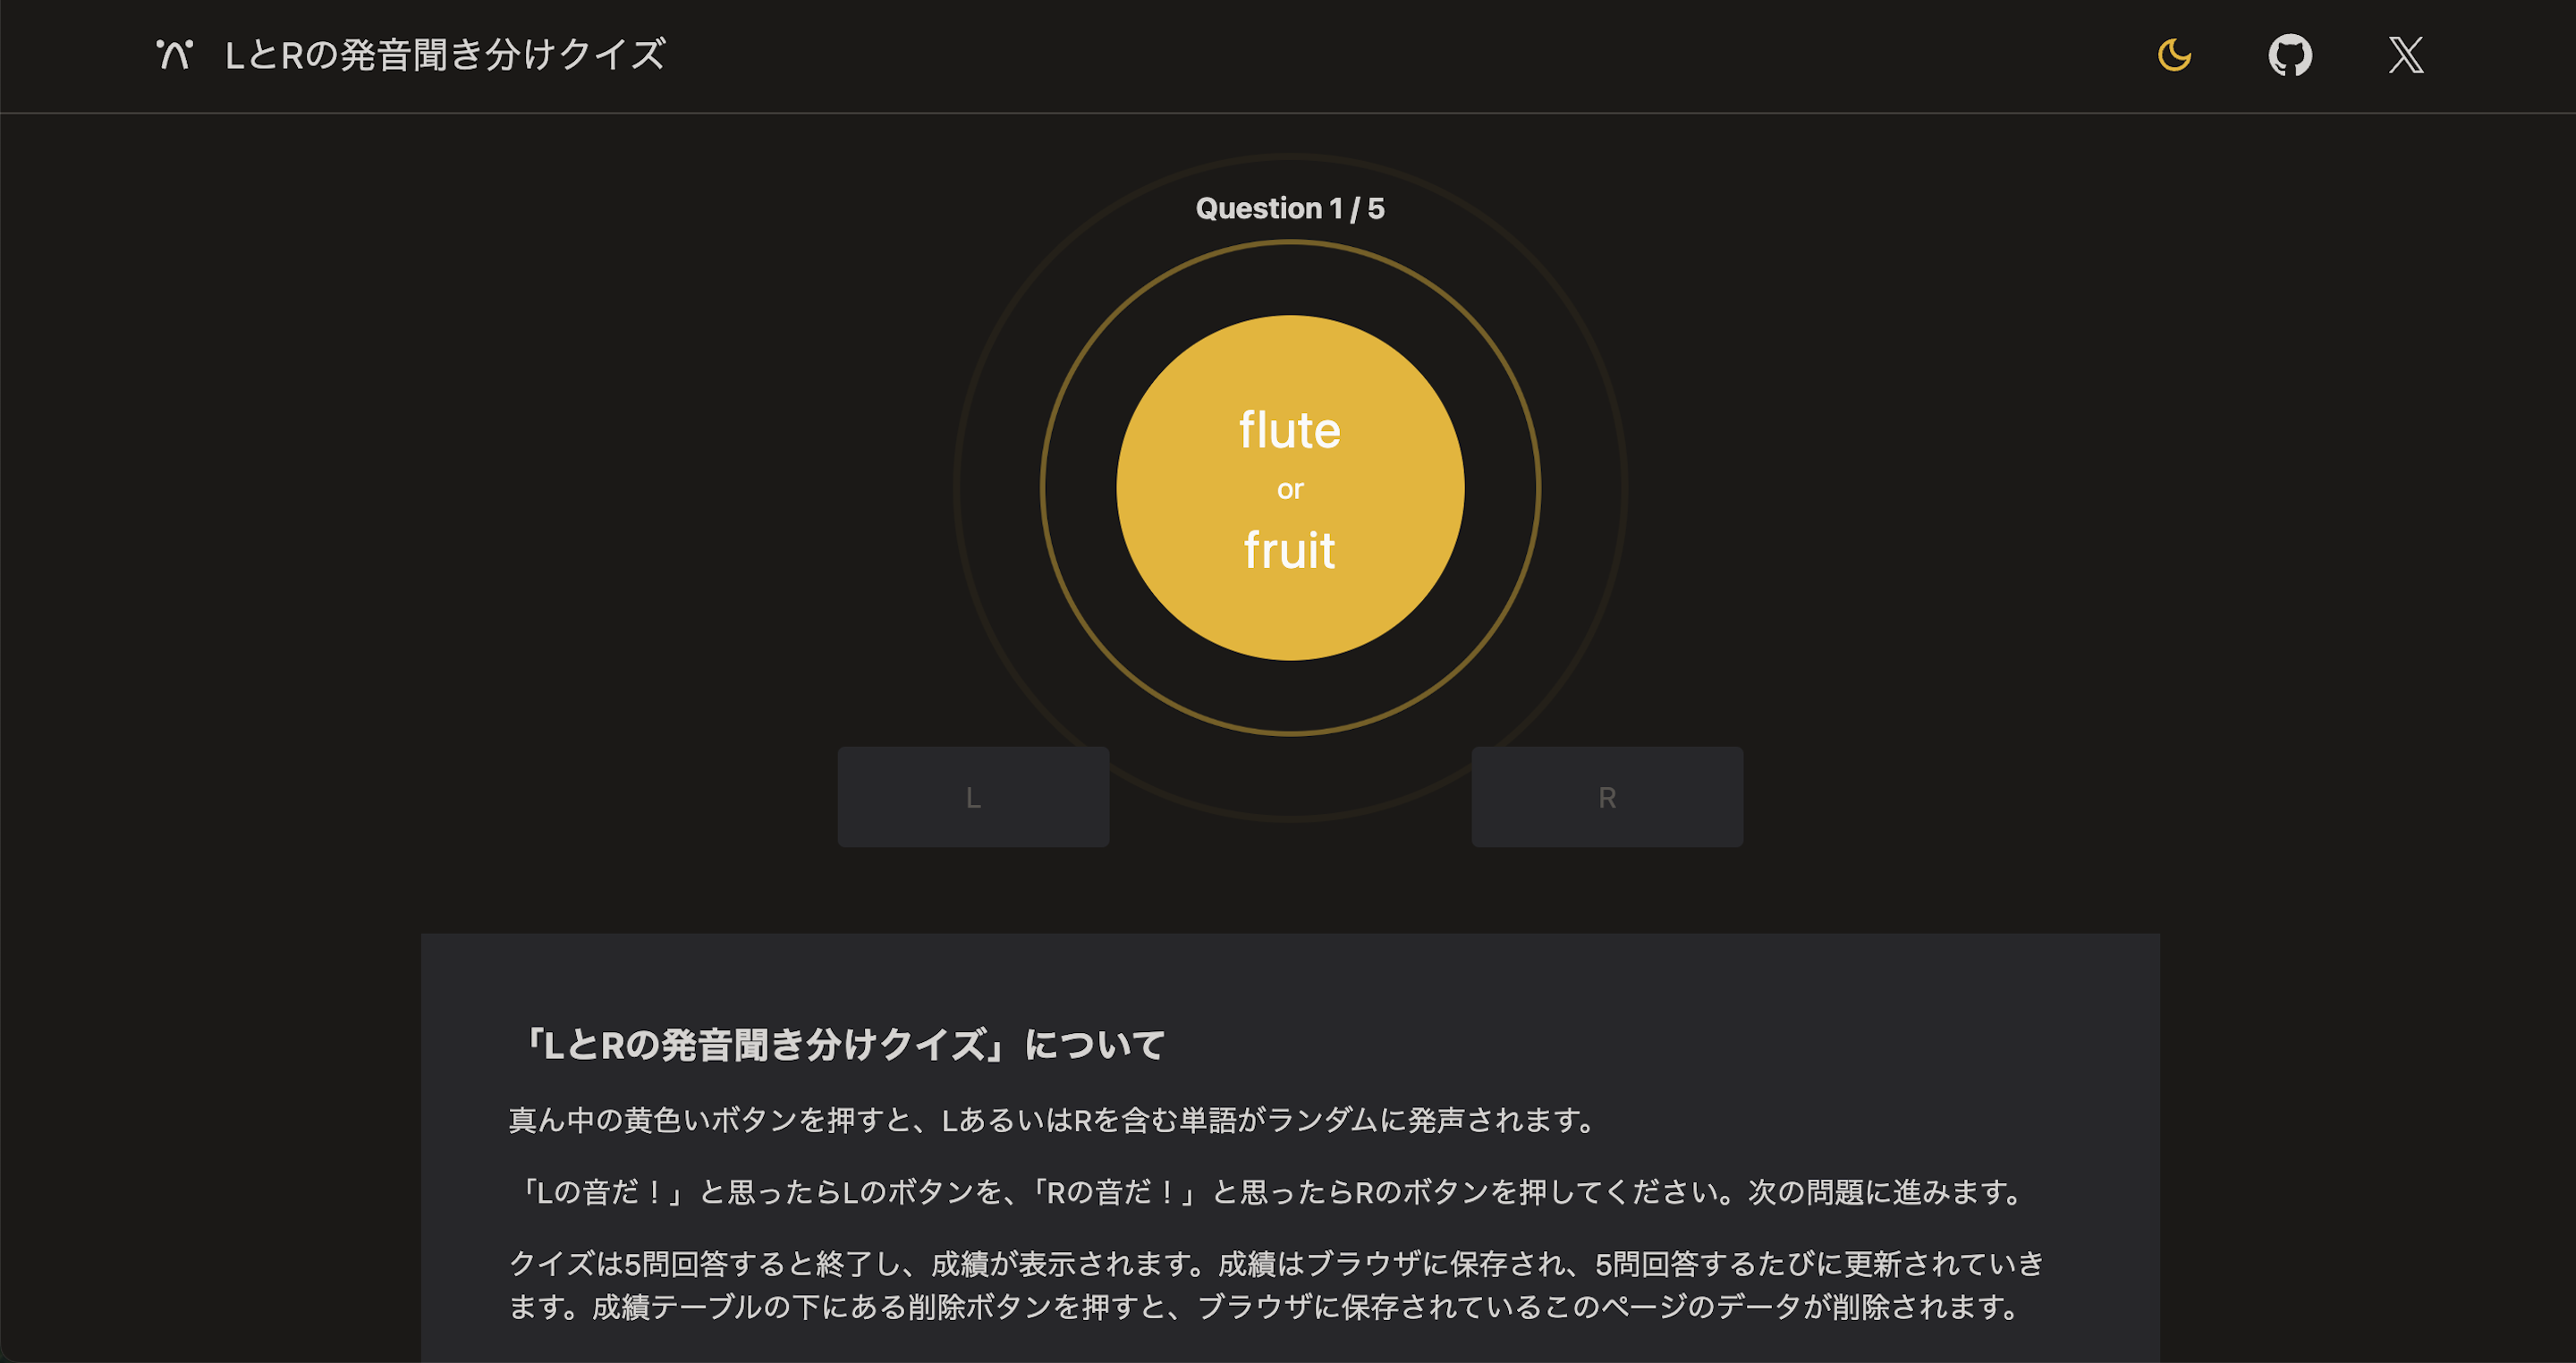 LとRの発音聞き分けクイズ
Question 1 / 5
flute
or
fruit
L
R
「LとRの発音聞き分けクイズ」について
真ん中の黄色いボタンを押すと、LあるいはRを含む単語がランダムに発声されます。
「Lの音だ！」と思ったらLのボタンを、「Rの音だ！」と思ったらRのボタンを押してください。次の問題に進みます。
クイズは5問回答すると終了し、成績が表示されます。成績はブラウザに保存され、5問回答するたびに更新されていき
ます。成績テーブルの下にある削除ボタンを押すと、ブラウザに保存されているこのページのデータが削除されます。